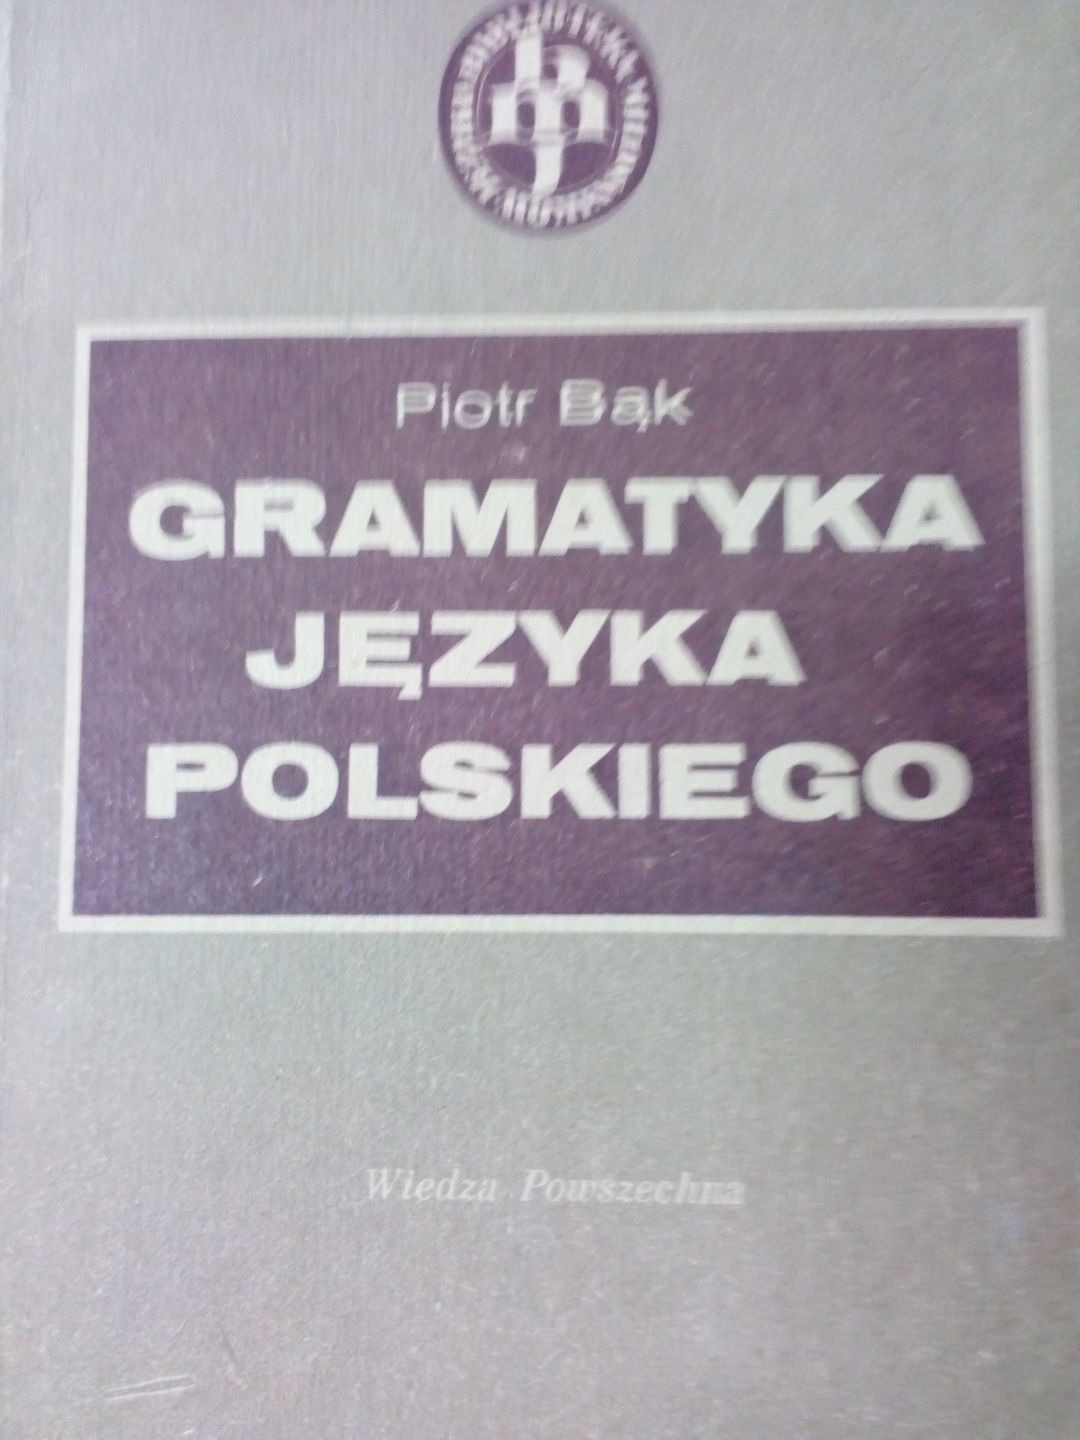 Piotr Bąk
GRAMATYKA
JĘZYKA
POLSKIEGO
Wiedza Powszechna